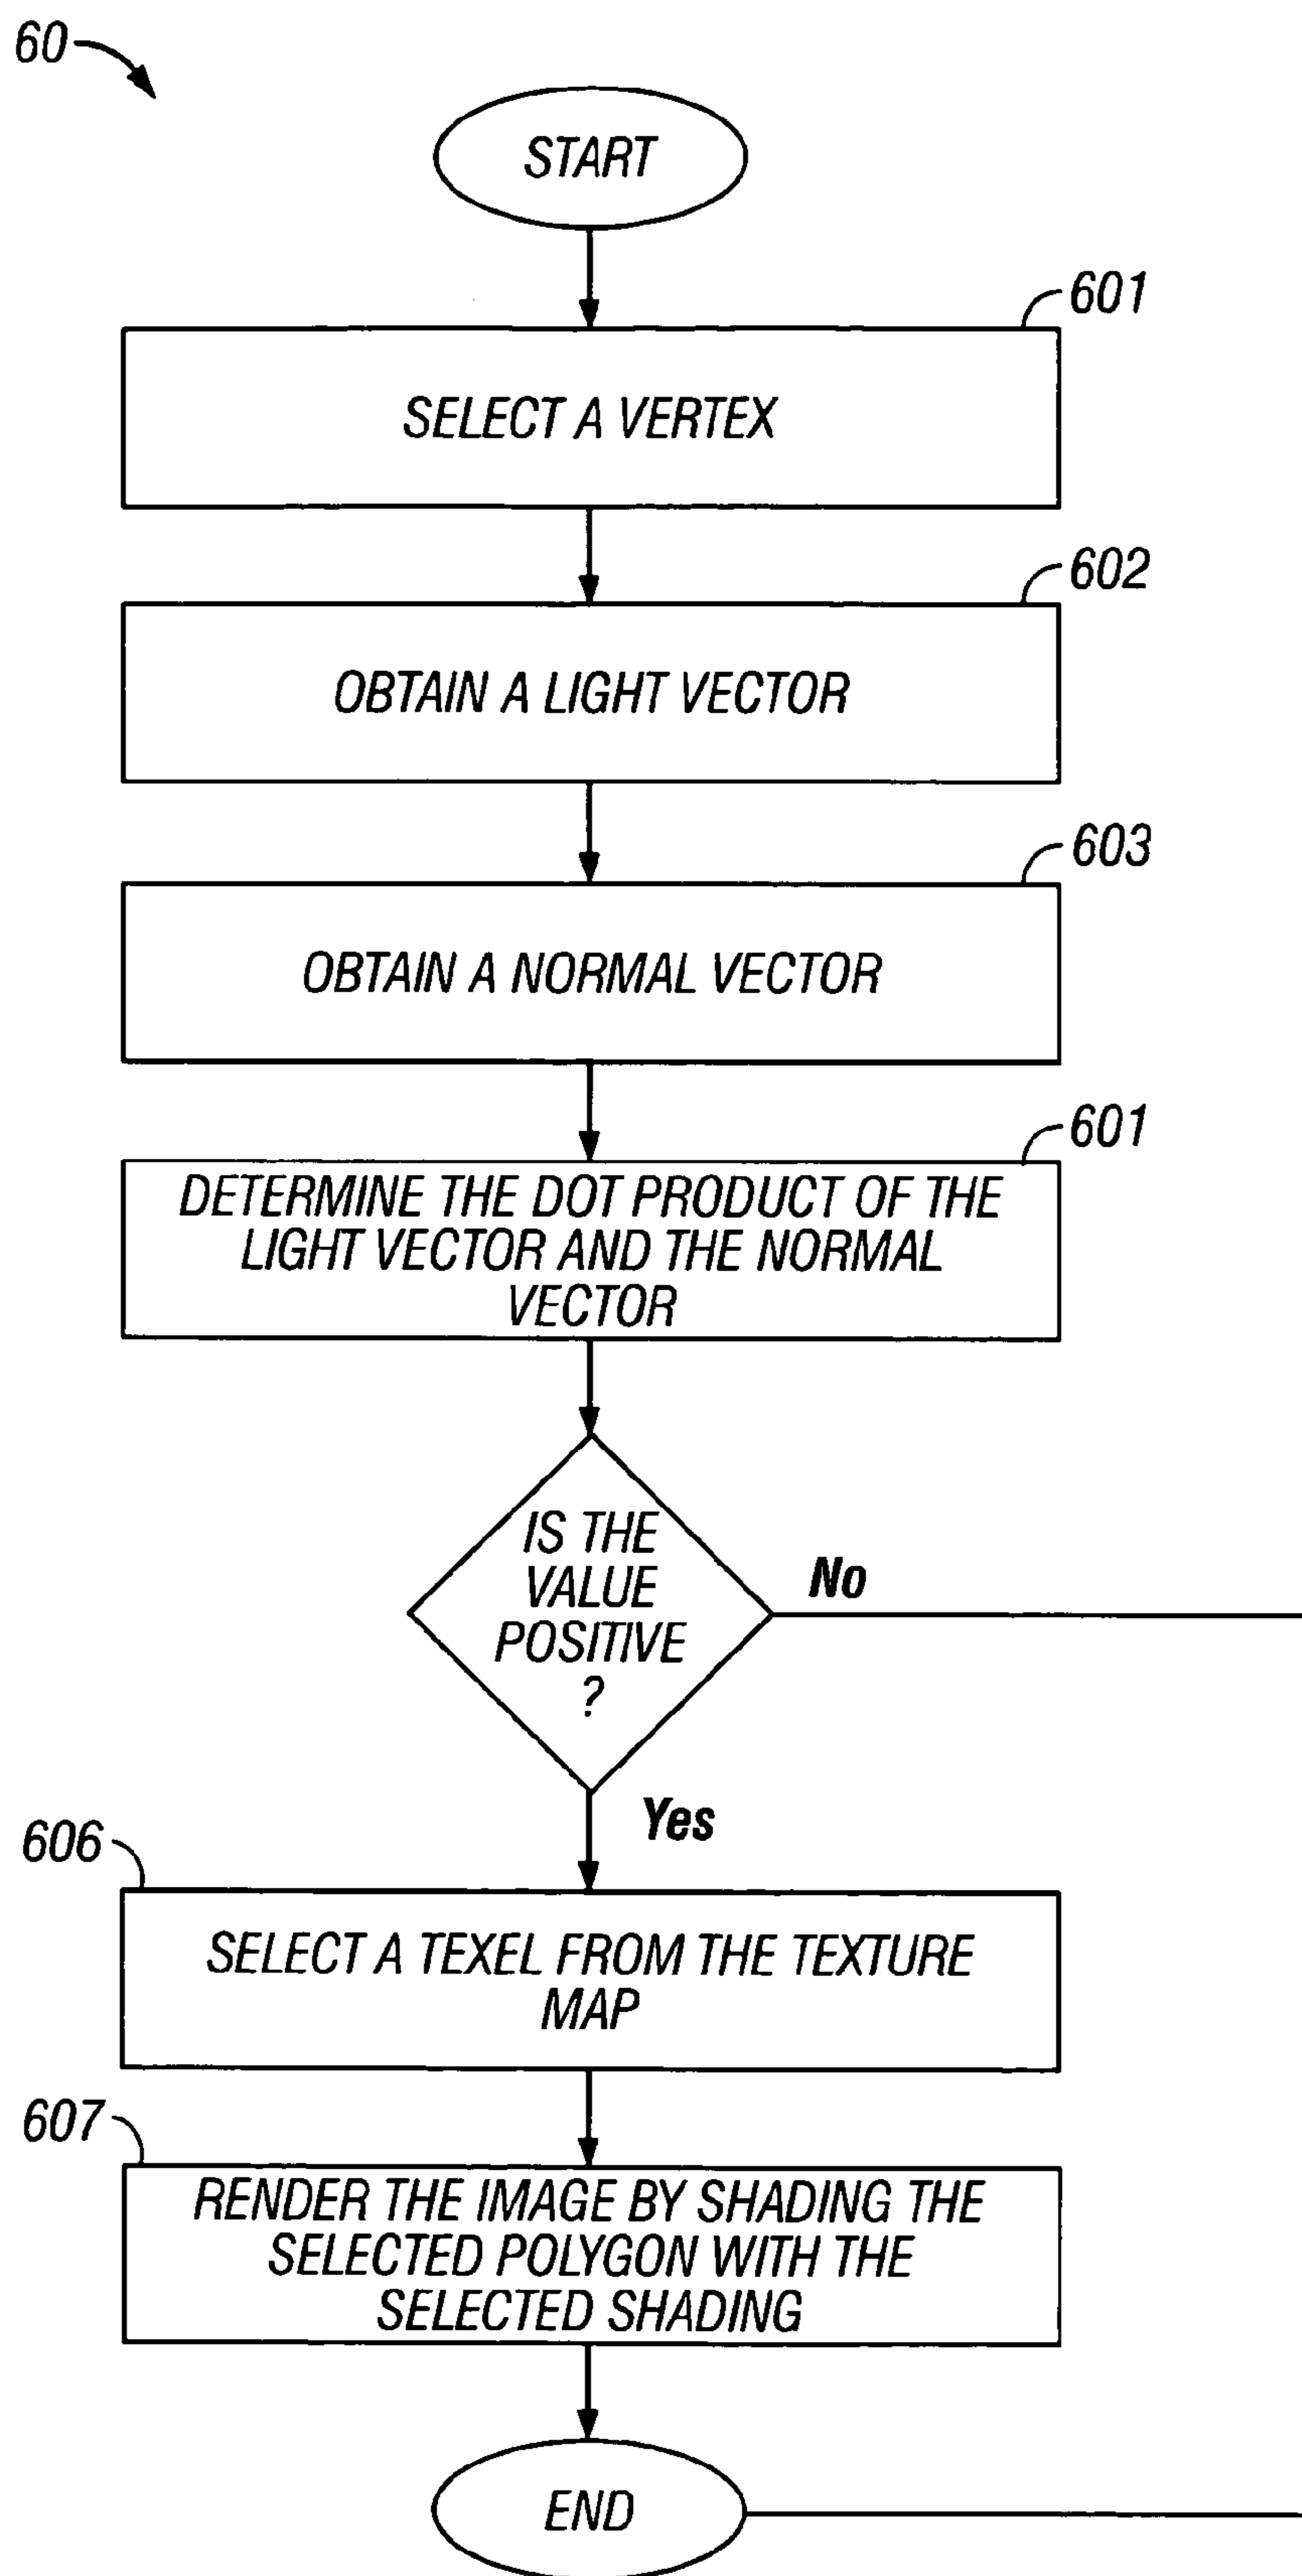 60
START
601
SELECT A VERTEX
602
OBTAIN A LIGHT VECTOR
603
OBTAIN A NORMAL VECTOR
601
DETERMINE THE DOT PRODUCT OF THE
LIGHT VECTOR AND THE NORMAL
VECTOR
IS THE
VALUE
POSITIVE
?
No
Yes
606
SELECT A TEXEL FROM THE TEXTURE
MAP
607
RENDER THE IMAGE BY SHADING THE
SELECTED POLYGON WITH THE
SELECTED SHADING
END